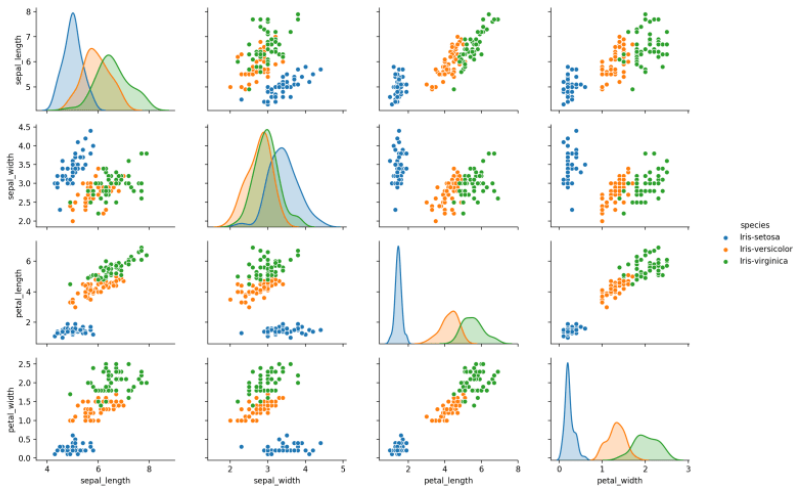 sepal_length
8
7
6
5
sepal_width
4.5
4.0
3.5
3.0
2.5
2.0
species
Iris-setosa
Iris-versicolor
Iris-virginica
petal_length
6
4
2
petal_width
2.5
2.0
1.5
1.0
0.5
0.0
4 6 8
sepal_length
2 3 4 5
sepal_width
2 4 6 8
petal_length
0 1 2 3
petal_width